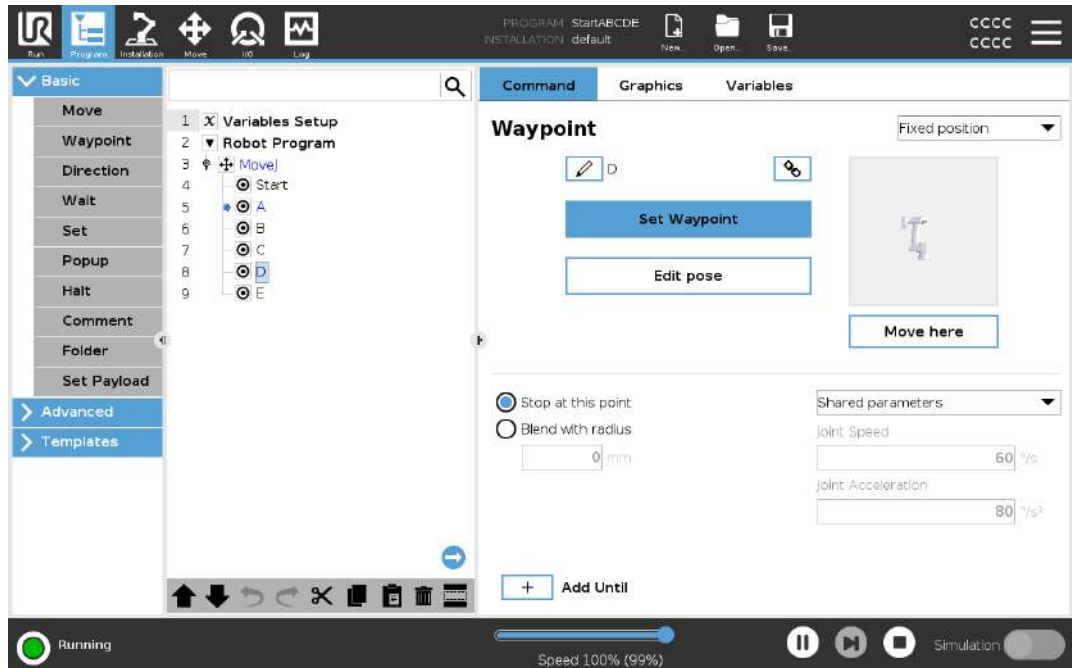 UR
Run
Program
Installation
Move
I/O
Log
PROGRAM StartABCDE
INSTALLATION default
New...
Open...
Save...
CCCC
CCCC
Basic
Move
Waypoint
Direction
Wait
Set
Popup
Halt
Comment
Folder
Set Payload
Advanced
Templates
1 X Variables Setup
2 Robot Program
3 MoveJ
4 Start
5 A
6 B
7 C
8 D
9 E
Command Graphics Variables
Waypoint
Fixed position
D
Set Waypoint
Edit pose
Move here
Stop at this point
Blend with radius
0 mm
Shared parameters
Joint Speed
60 °/s
Joint Acceleration
80 °/s²
+ Add Until
Running
Speed 100% (99%)
Simulation